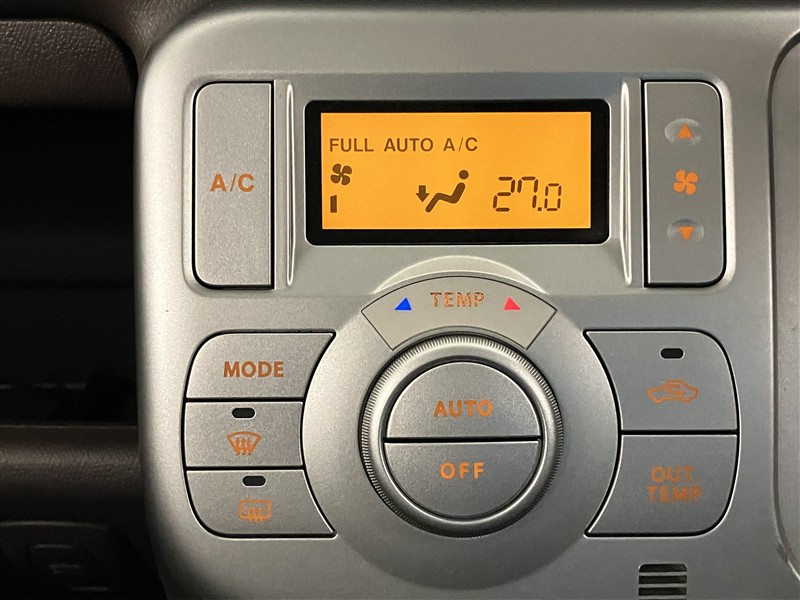 FULL AUTO A/C
A/C
27.0
TEMP
MODE
AUTO
OFF
OUT
TEMP